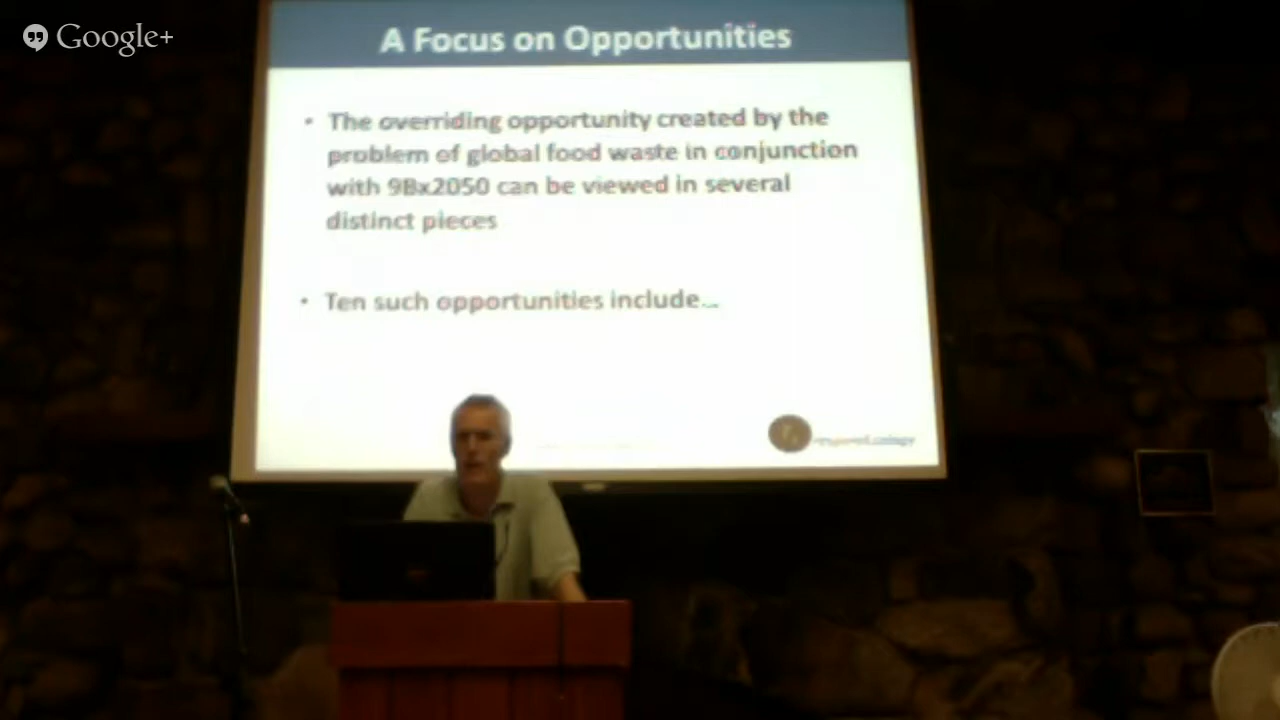 Google+
A Focus on Opportunities
• The overriding opportunity created by the
problem of global food waste in conjunction
with 9Bx2050 can be viewed in several
distinct pieces
• Ten such opportunities include...